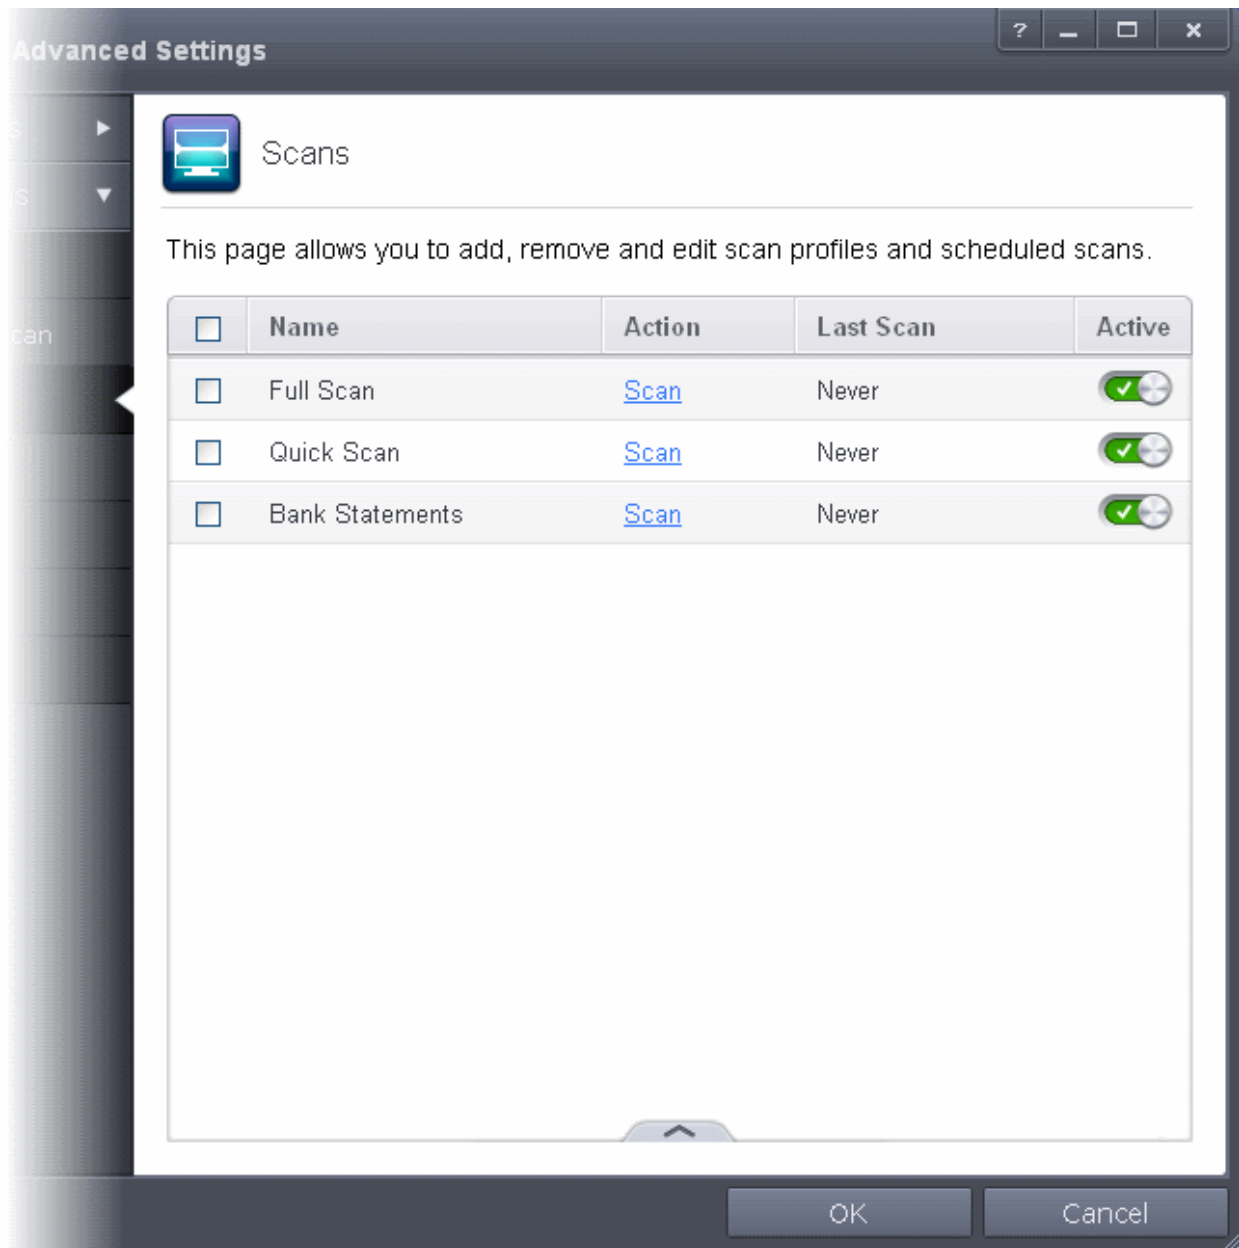 Advanced Settings
?
Scans
This page allows you to add, remove and edit scan profiles and scheduled scans.
Name Action Last Scan Active
can
Full Scan Scan Never
Quick Scan Scan Never
Bank Statements Scan Never
OK Cancel